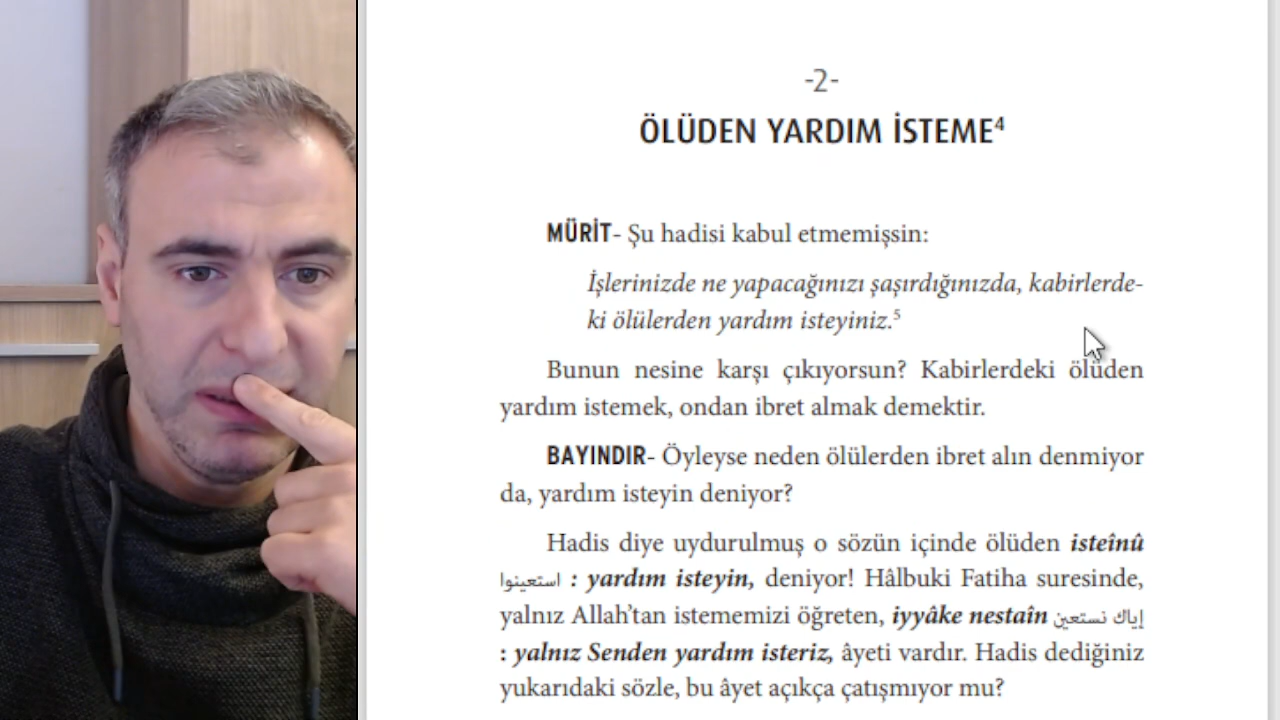 -2-
ÖLÜDEN YARDIM İSTEME⁴
MÜRİT- Şu hadisi kabul etmemişsin:
İşlerinizde ne yapacağınızı şaşırdığınızda, kabirlerde-
ki ölülerden yardım isteyiniz.⁵
Bunun nesine karşı çıkıyorsun? Kabirlerdeki ölüden
yardım istemek, ondan ibret almak demektir.
BAYINDIR- Öyleyse neden ölülerden ibret alın denmiyor
da, yardım isteyin deniyor?
Hadis diye uydurulmuş o sözün içinde ölüden isteînû
استعينوا : yardım isteyin, deniyor! Hâlbuki Fatiha suresinde,
yalnız Allah’tan istememizi öğreten, iyyâke nestaîn إياك نستعين
: yalnız Senden yardım isteriz, âyeti vardır. Hadis dediğiniz
yukarıdaki sözle, bu âyet açıkça çatışmıyor mu?